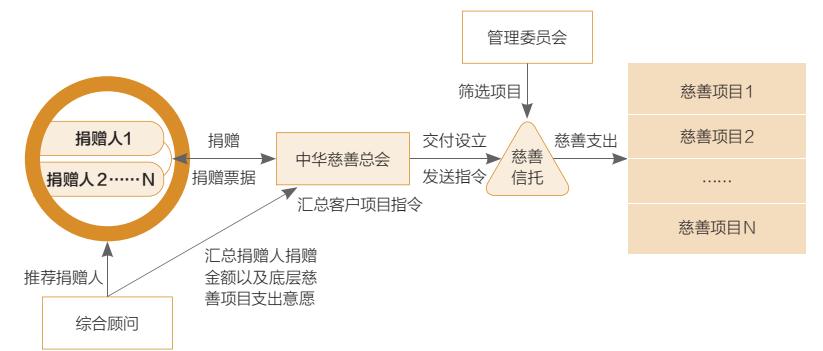 管理委员会
筛选项目
慈善项目1
捐赠人1
捐赠
交付设立
慈善支出
慈善项目2
中华慈善总会
慈善
信托
捐赠人2……N
捐赠票据
发送指令
……
汇总客户项目指令
慈善项目N
推荐捐赠人
汇总捐赠人捐赠
金额以及底层慈
善项目支出意愿
综合顾问